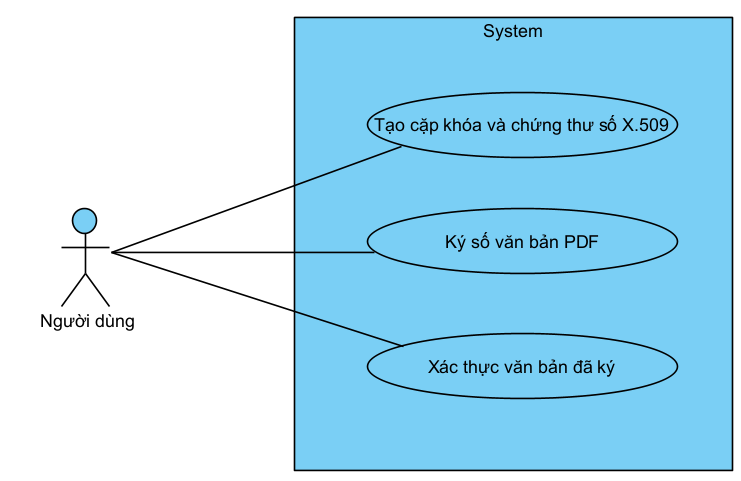 System
Tạo cặp khóa và chứng thư số X.509
Ký số văn bản PDF
Xác thực văn bản đã ký
Người dùng